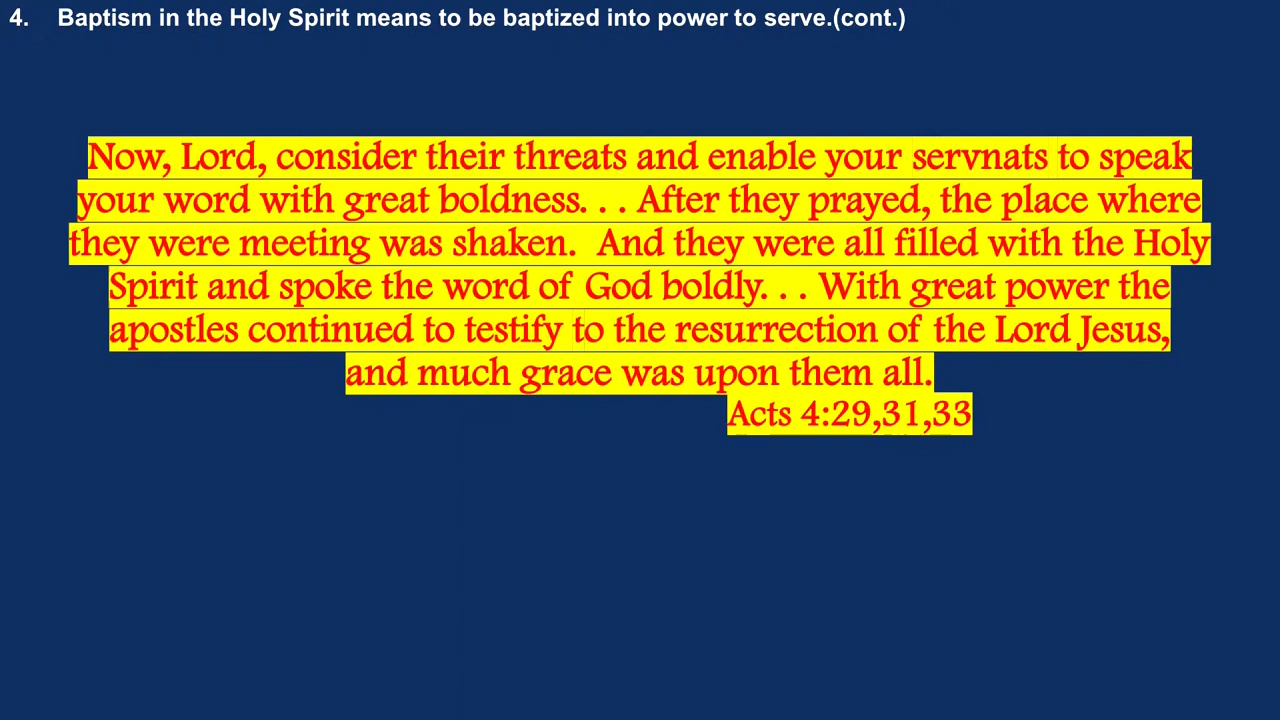 4. Baptism in the Holy Spirit means to be baptized into power to serve.(cont.)
Now, Lord, consider their threats and enable your servnats to speak
your word with great boldness. . . After they prayed, the place where
they were meeting was shaken.  And they were all filled with the Holy
Spirit and spoke the word of God boldly. . . With great power the
apostles continued to testify to the resurrection of the Lord Jesus,
and much grace was upon them all.
Acts 4:29,31,33